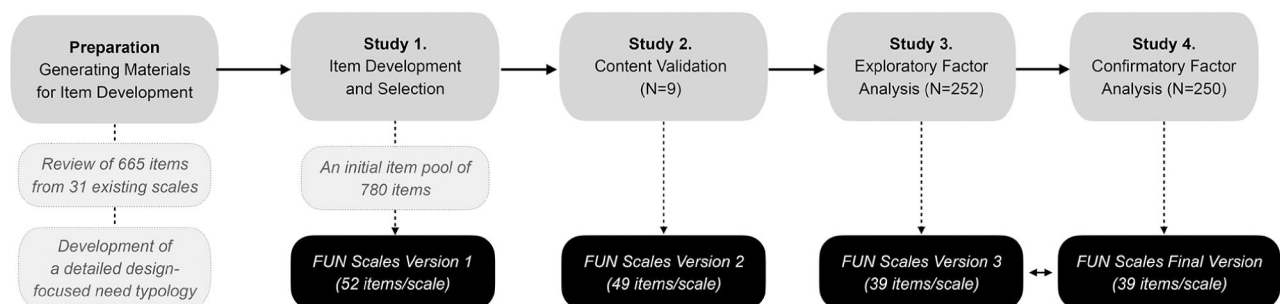 Preparation
Generating Materials
for Item Development
Study 1.
Item Development
and Selection
Study 2.
Content Validation
(N=9)
Study 3.
Exploratory Factor
Analysis (N=252)
Study 4.
Confirmatory Factor
Analysis (N=250)
Review of 665 items
from 31 existing scales
An initial item pool of
780 items
Development of
a detailed design-
focused need typology
FUN Scales Version 1
(52 items/scale)
FUN Scales Version 2
(49 items/scale)
FUN Scales Version 3
(39 items/scale)
FUN Scales Final Version
(39 items/scale)